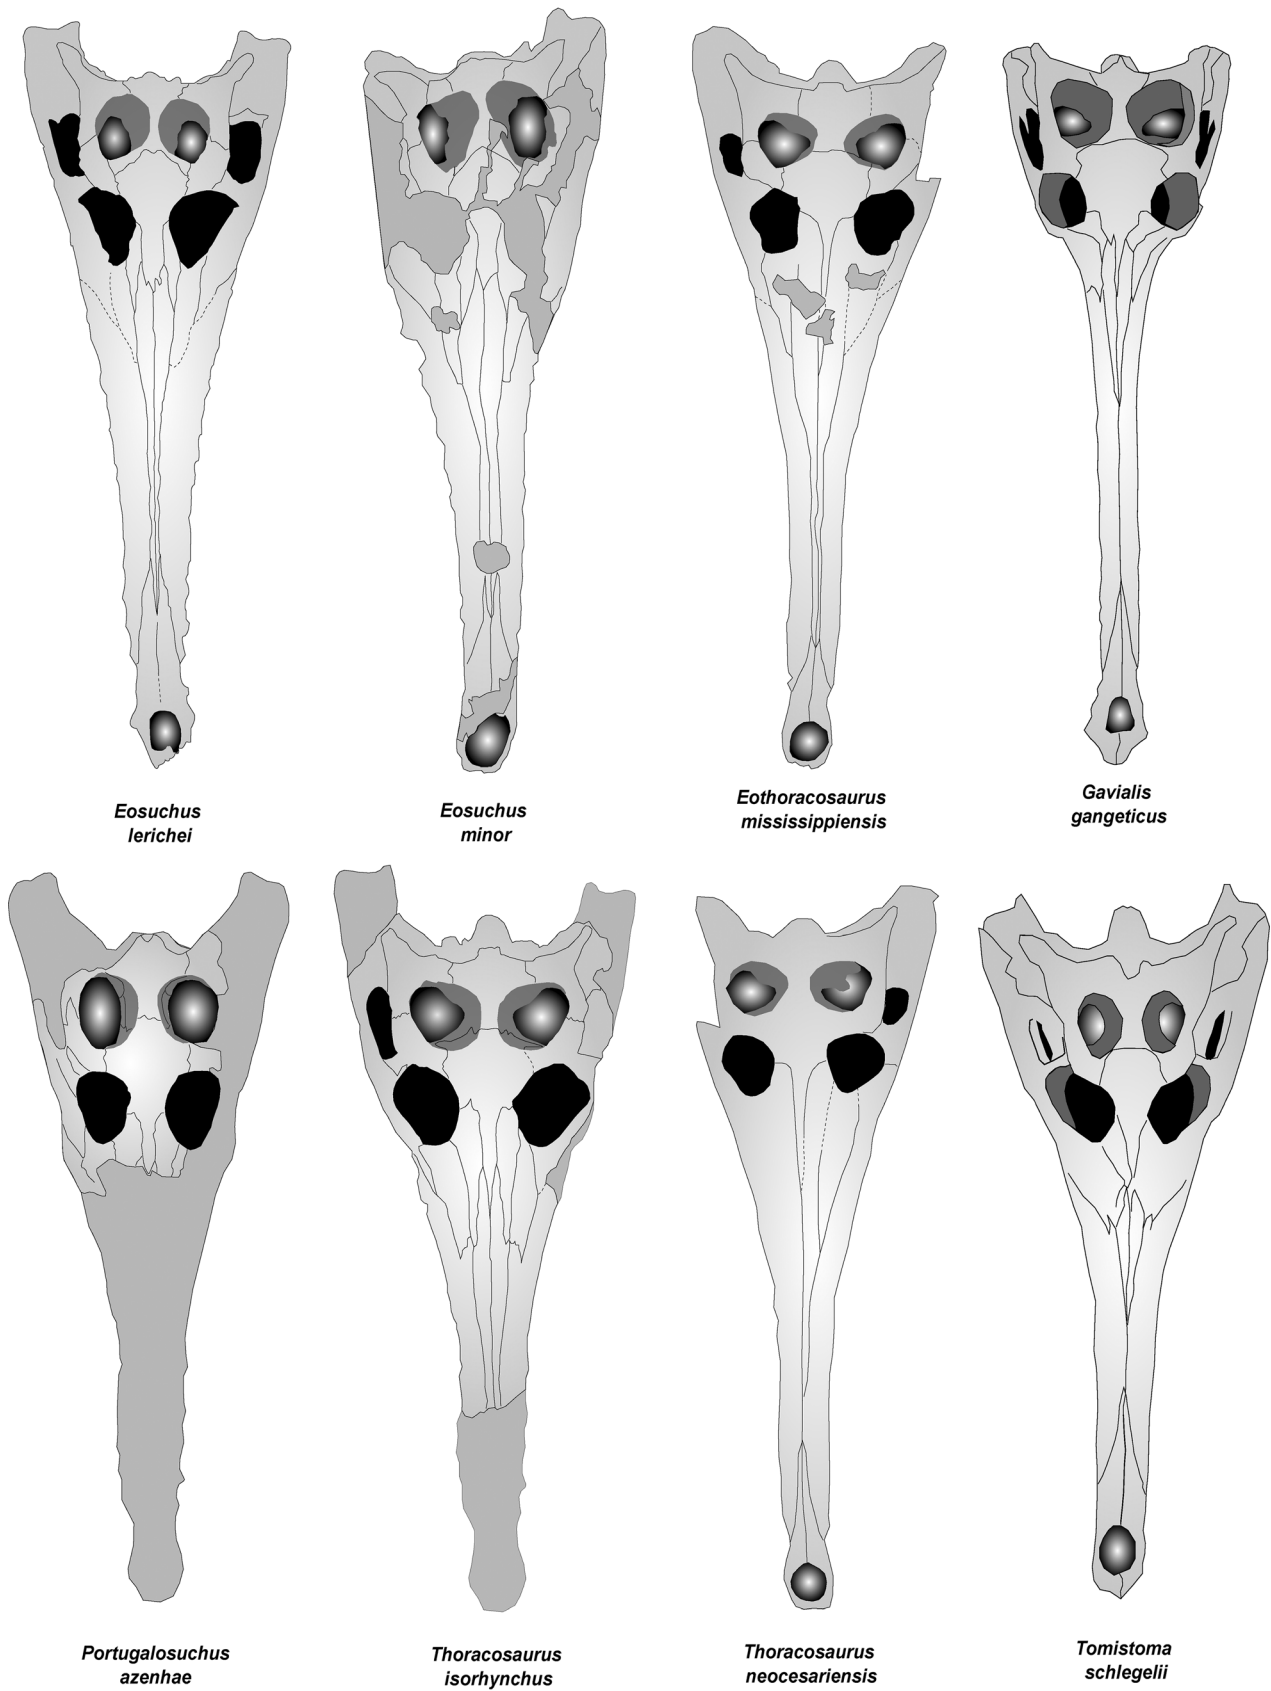 Eosuchus
lerichei
Eosuchus
minor
Eothoracosaurus
mississippiensis
Gavialis
gangeticus
Portugalosuchus
azenhae
Thoracosaurus
isorhynchus
Thoracosaurus
neocesariensis
Tomistoma
schlegelii